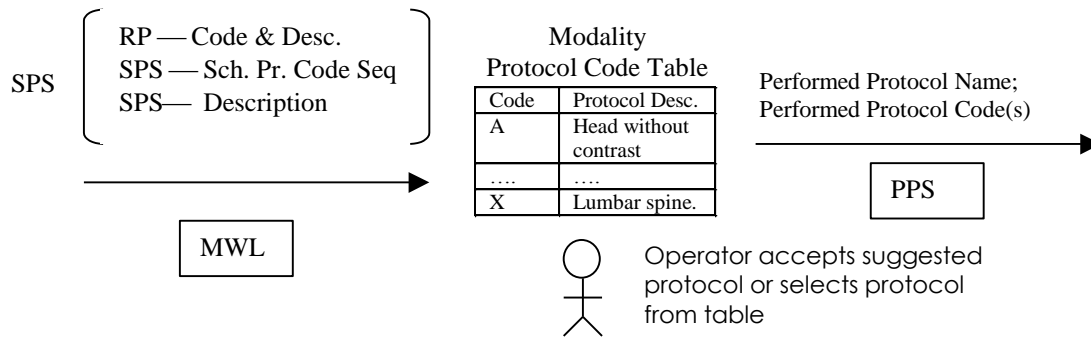 SPS
RP — Code & Desc.
SPS — Sch. Pr. Code Seq
SPS— Description
MWL
Modality
Protocol Code Table
Code Protocol Desc.
A Head without
contrast
…. ….
X Lumbar spine.
Operator accepts suggested
protocol or selects protocol
from table
Performed Protocol Name;
Performed Protocol Code(s)
PPS